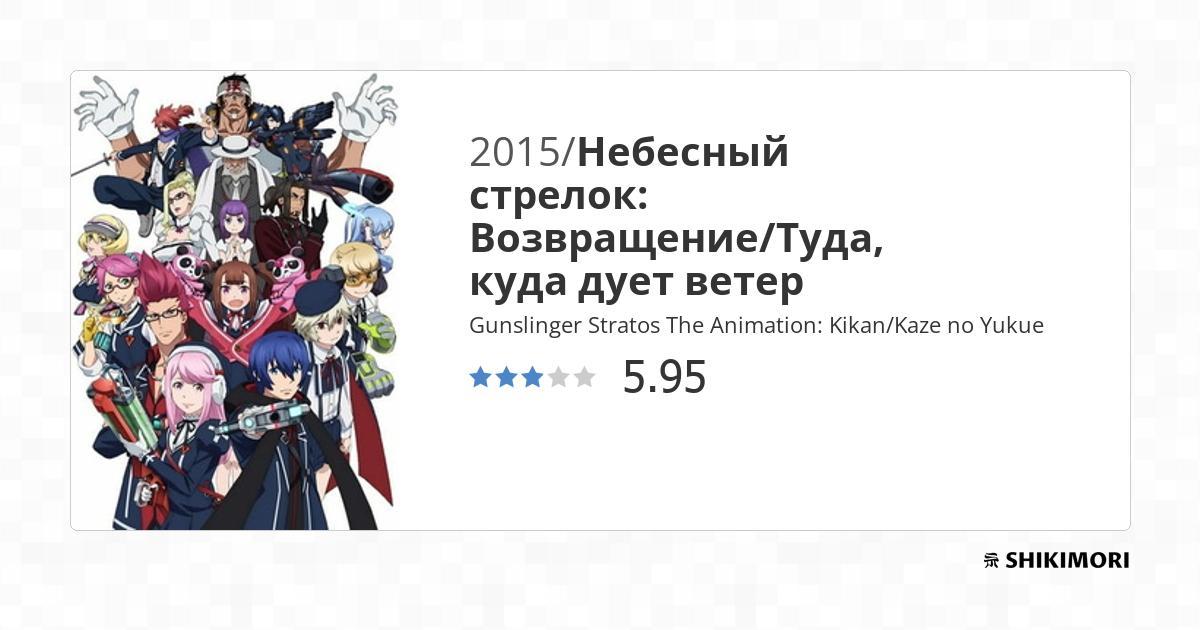 2015/Небесный
стрелок:
Возвращение/Туда,
куда дует ветер
Gunslinger Stratos The Animation: Kikan/Kaze no Yukue
5.95
SHIKIMORI